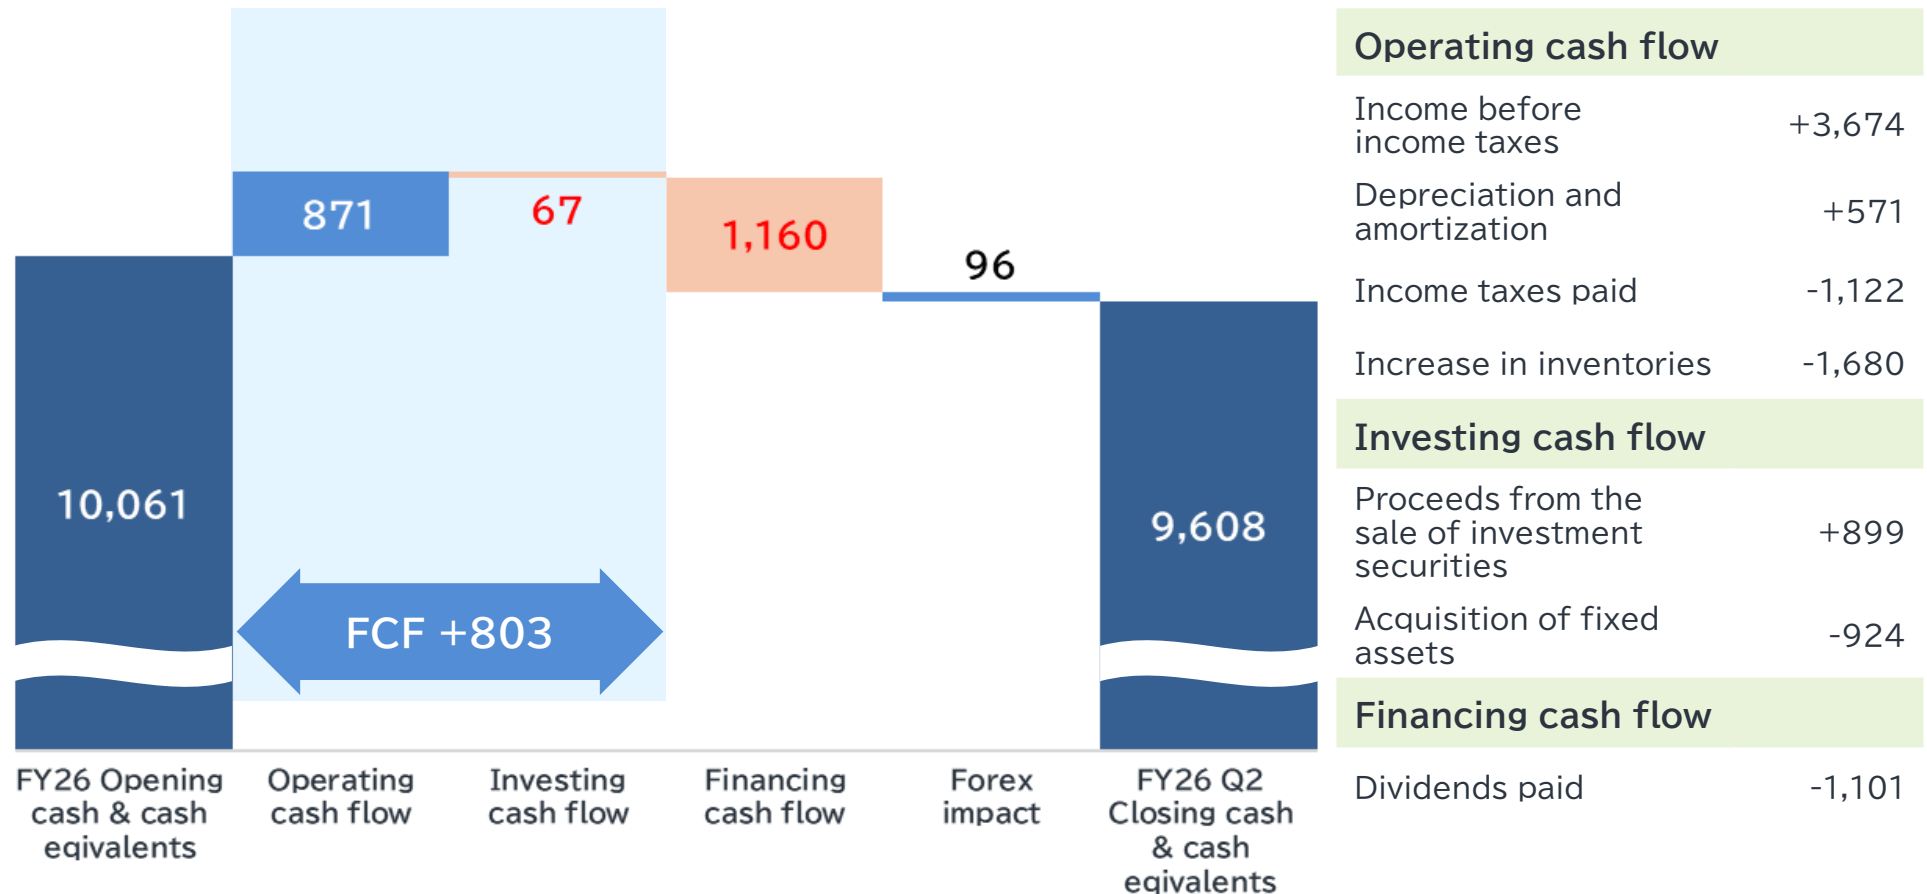 871
67
1,160
96
10,061
9,608
FCF +803
FY26 Opening
cash & cash
eqivalents
Operating
cash flow
Investing
cash flow
Financing
cash flow
Forex
impact
FY26 Q2
Closing cash
& cash
eqivalents
Operating cash flow
Income before
income taxes
+3,674
Depreciation and
amortization
+571
Income taxes paid
-1,122
Increase in inventories
-1,680
Investing cash flow
Proceeds from the
sale of investment
securities
+899
Acquisition of fixed
assets
-924
Financing cash flow
Dividends paid
-1,101